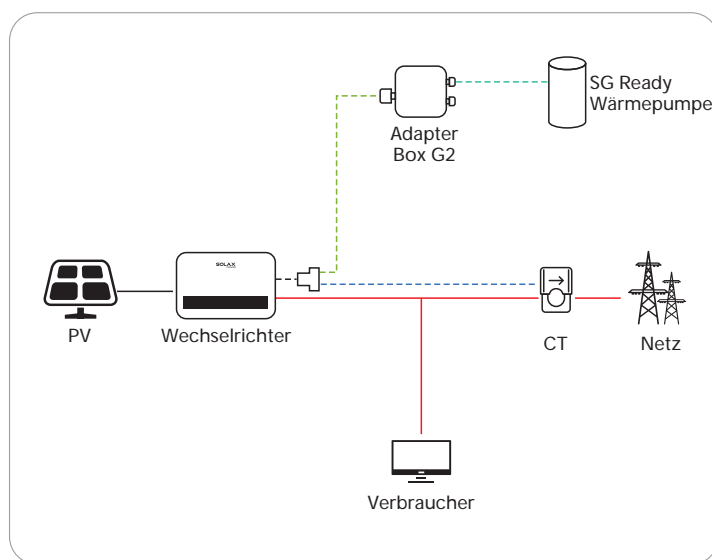 SG Ready
Wärmepumpe
Adapter
Box G2
SOLAX
PV
Wechselrichter
CT
Netz
Verbraucher